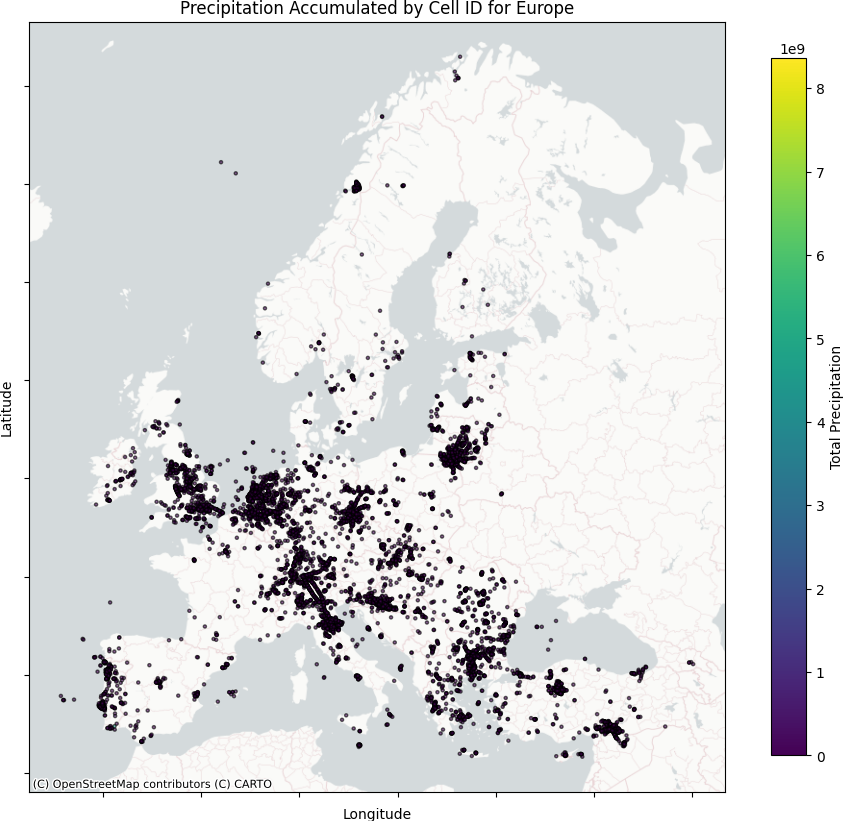 Precipitation Accumulated by Cell ID for Europe
1e9
8
7
6
5
4
3
2
1
0
Total Precipitation
Latitude
(C) OpenStreetMap contributors (C) CARTO
Longitude